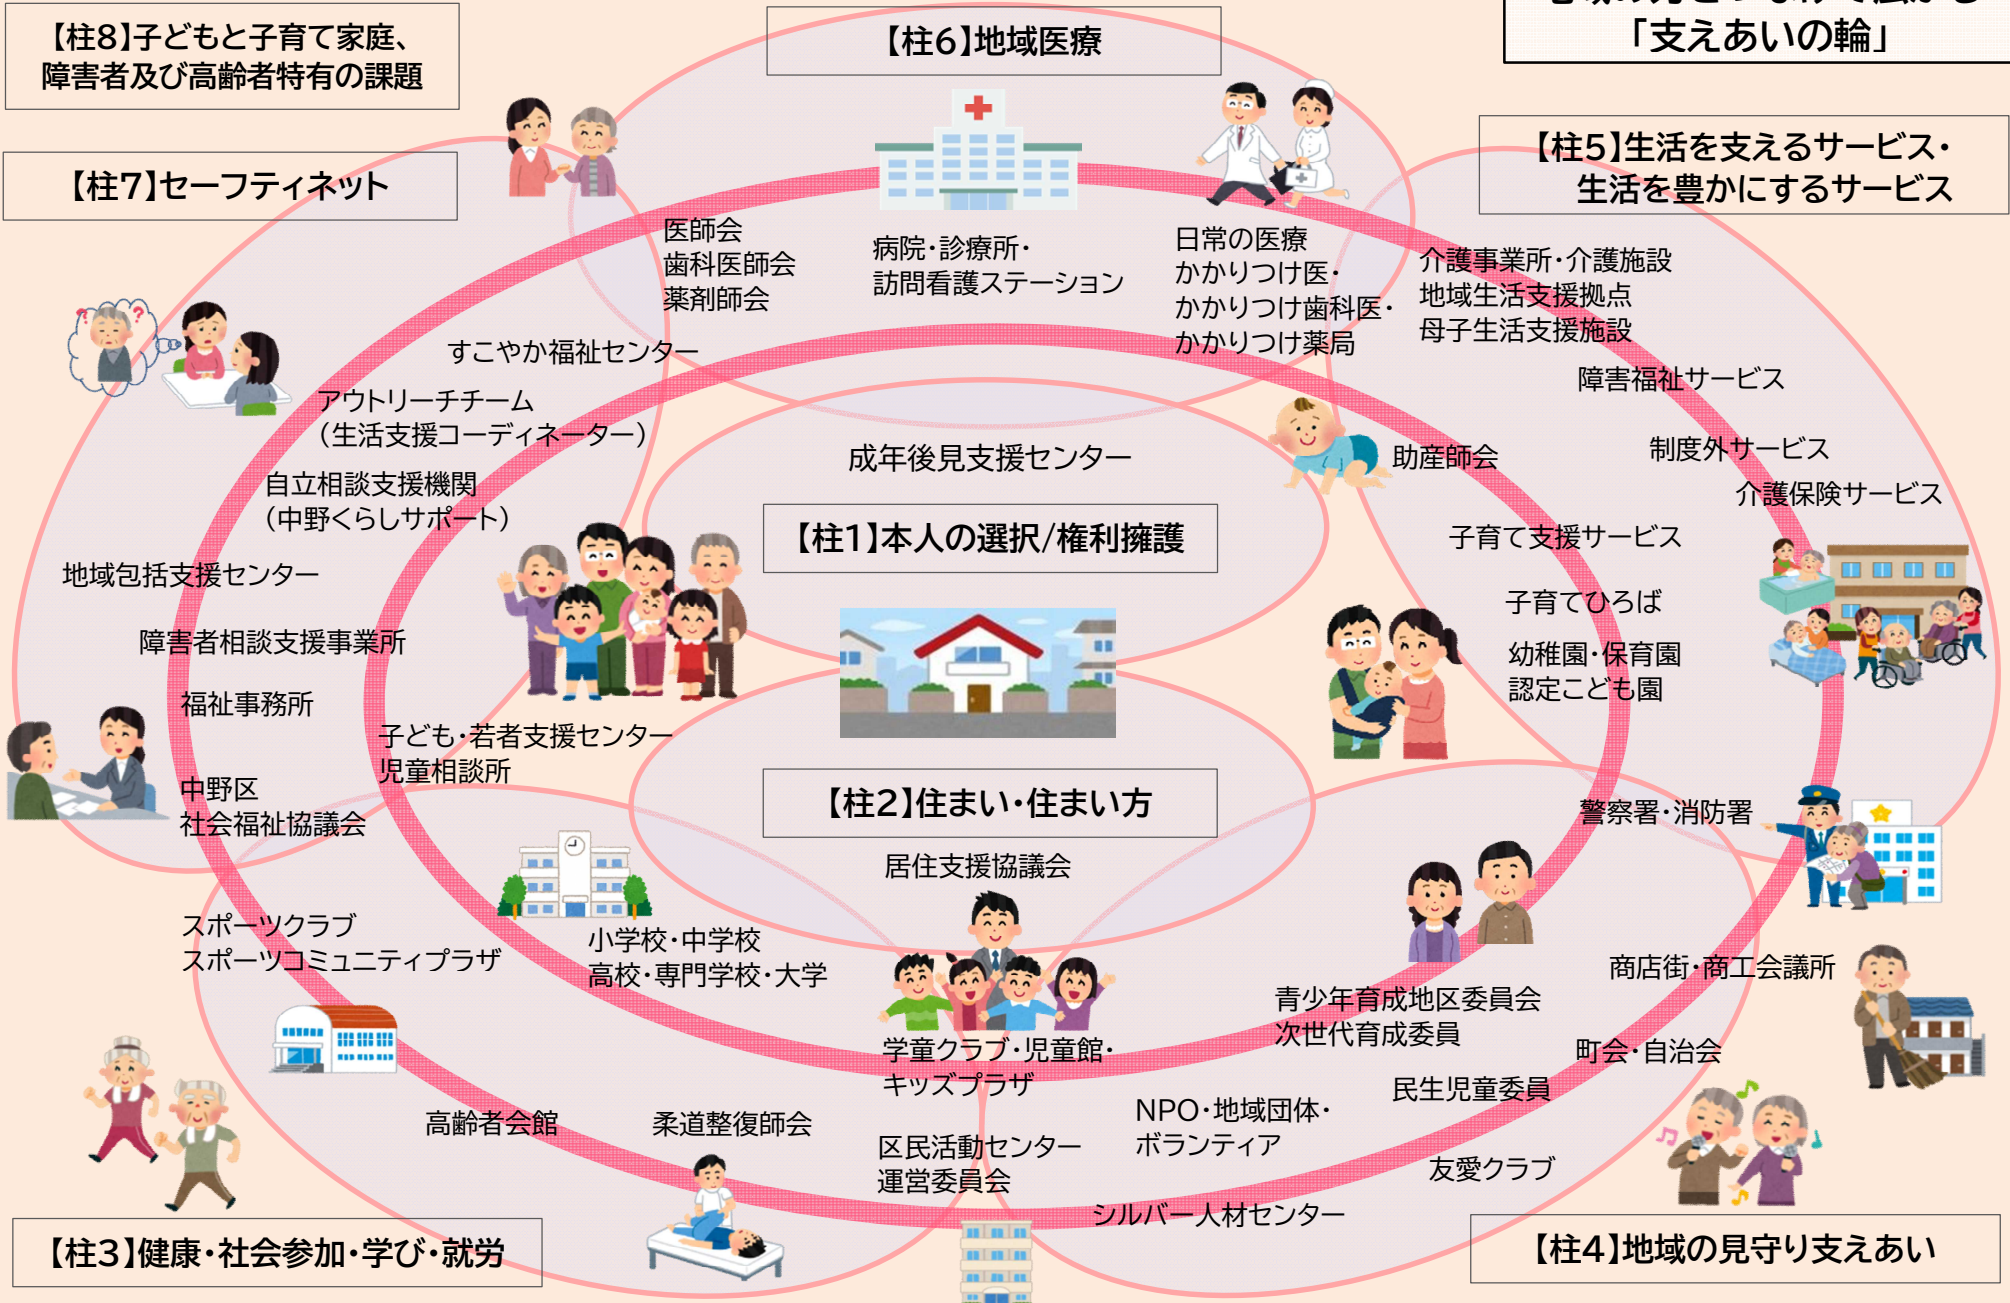 【柱8】子どもと子育て家庭、
障害者及び高齢者特有の課題
【柱6】地域医療
「支えあいの輪」
【柱7】セーフティネット
【柱5】生活を支えるサービス・
生活を豊かにするサービス
医師会
歯科医師会
薬剤師会
病院・診療所・
訪問看護ステーション
日常の医療
かかりつけ医・
かかりつけ歯科医・
かかりつけ薬局
介護事業所・介護施設
地域生活支援拠点
母子生活支援施設
すこやか福祉センター
障害福祉サービス
アウトリーチチーム
（生活支援コーディネーター）
成年後見支援センター
助産師会
制度外サービス
介護保険サービス
自立相談支援機関
（中野くらしサポート）
【柱1】本人の選択/権利擁護
子育て支援サービス
地域包括支援センター
子育てひろば
障害者相談支援事業所
幼稚園・保育園
認定こども園
福祉事務所
子ども・若者支援センター
児童相談所
中野区
社会福祉協議会
【柱2】住まい・住まい方
警察署・消防署
居住支援協議会
スポーツクラブ
スポーツコミュニティプラザ
小学校・中学校
高校・専門学校・大学
商店街・商工会議所
青少年育成地区委員会
次世代育成委員
学童クラブ・児童館・
キッズプラザ
町会・自治会
民生児童委員
高齢者会館
柔道整復師会
NPO・地域団体・
ボランティア
区民活動センター
運営委員会
友愛クラブ
シルバー人材センター
【柱3】健康・社会参加・学び・就労
【柱4】地域の見守り支えあい